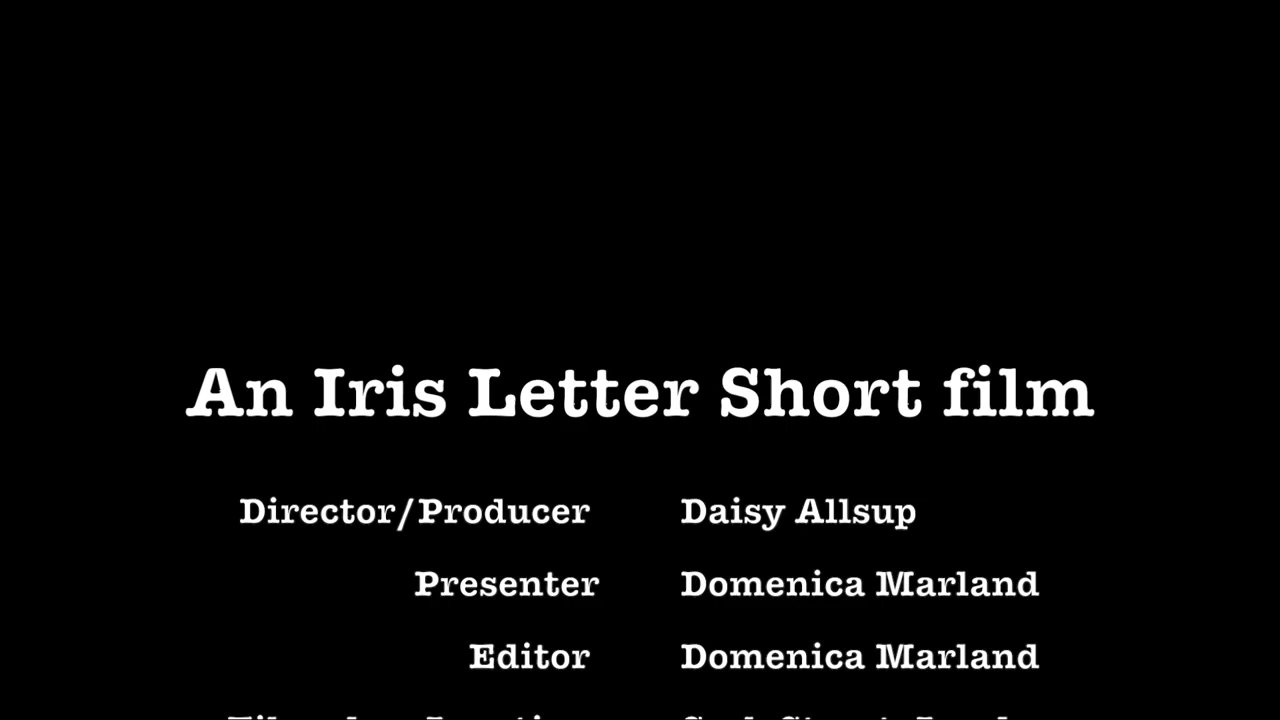 An Iris Letter Short film
Director/Producer Daisy Allsup
Presenter Domenica Marland
Editor Domenica Marland